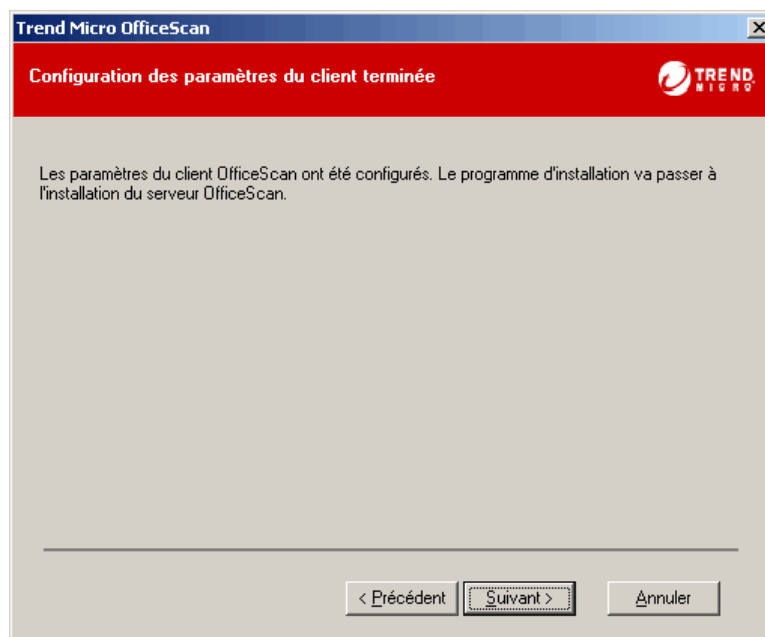 Trend Micro OfficeScan
Configuration des paramètres du client terminée
TREND
MICRO
Les paramètres du client OfficeScan ont été configurés. Le programme d'installation va passer à
l'installation du serveur OfficeScan.
< Précédent
Suivant >
Annuler